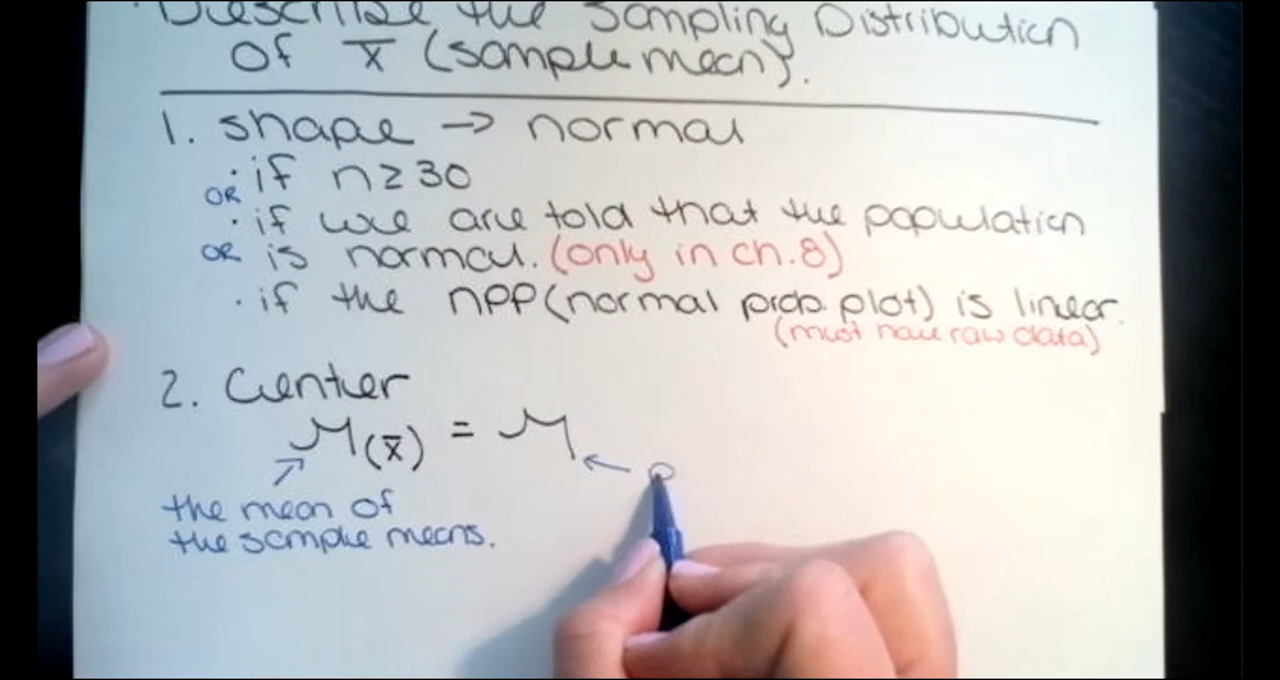 Describe the Sampling Distribution
of x̄ (sample mean).
1. shape → normal
· if n ≥ 30
OR
· if we are told that the population
OR is normal. (only in ch. 8)
· if the NPP (normal prob. plot) is linear.
(must have raw data)
2. Center
μ(x̄) = μ
the mean of
the sample means.